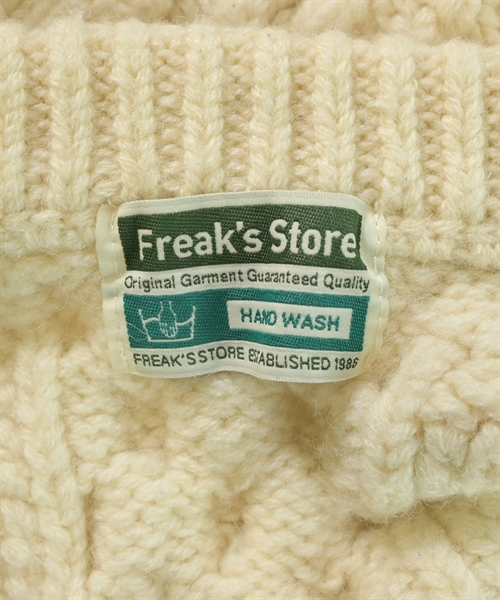 Freak's Store
Original Garment Guaranteed Quality
HAND WASH
FREAK'S STORE ESTABLISHED 1986